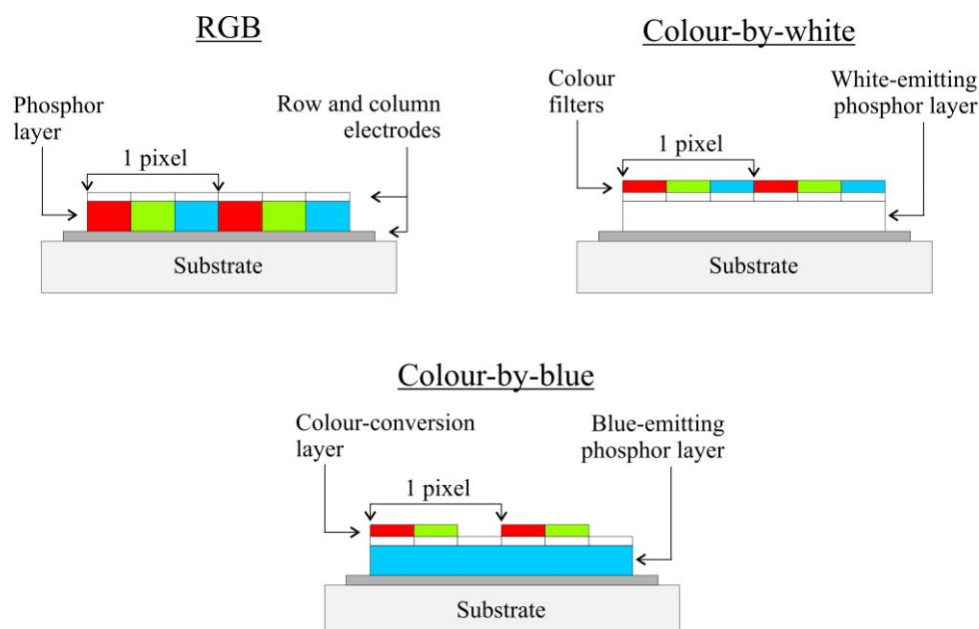 RGB
Phosphor
layer
Row and column
electrodes
1 pixel
Substrate
Colour-by-white
Colour
filters
White-emitting
phosphor layer
1 pixel
Substrate
Colour-by-blue
Colour-conversion
layer
Blue-emitting
phosphor layer
1 pixel
Substrate